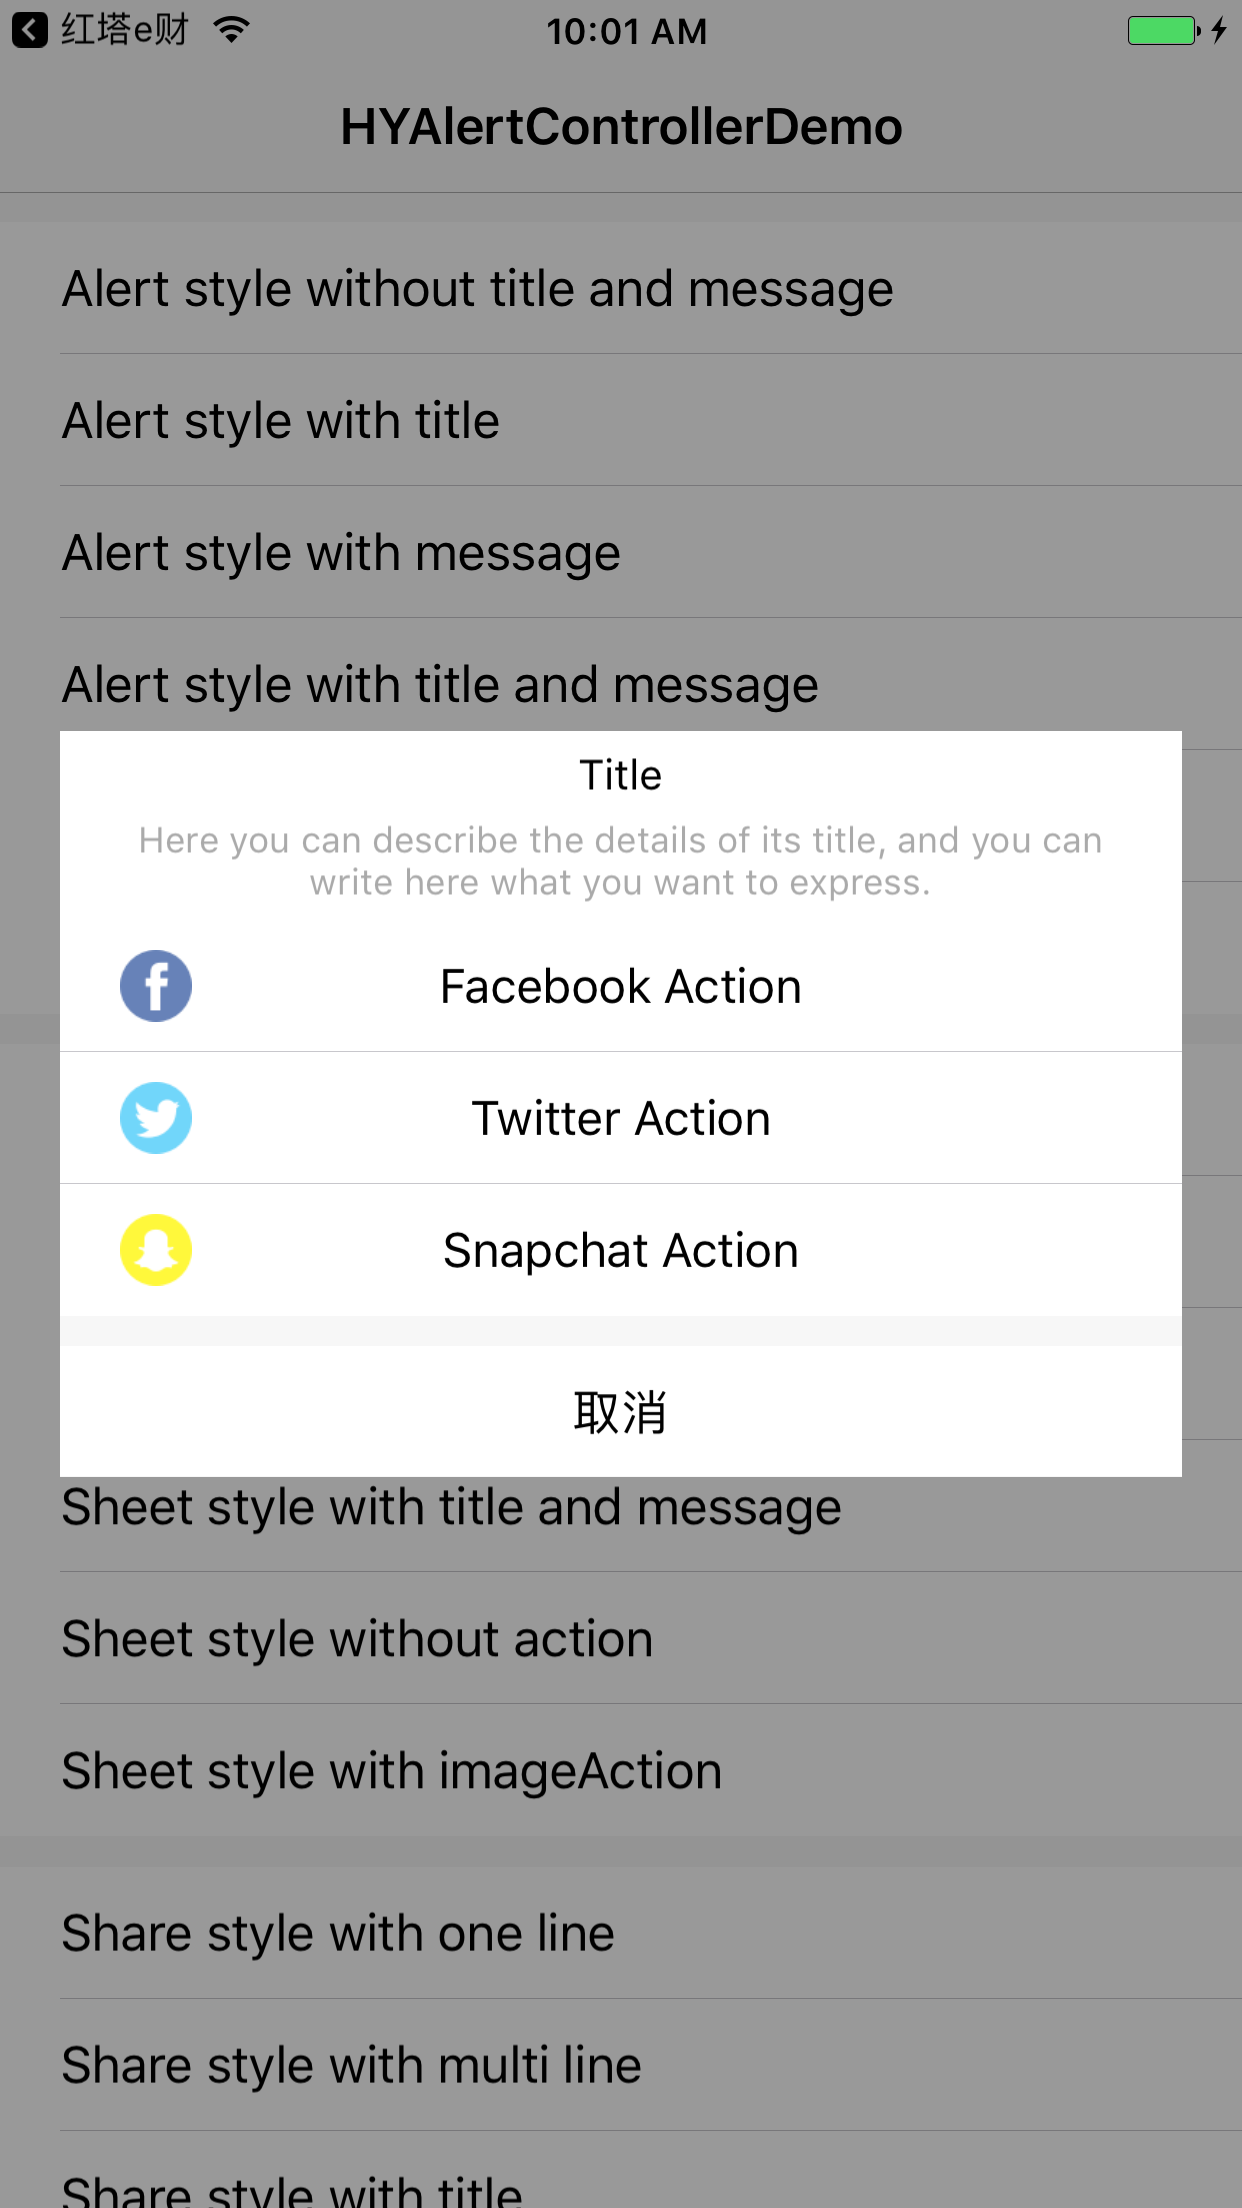 红塔e财
10:01 AM
HYAlertControllerDemo
Alert style without title and message
Alert style with title
Alert style with message
Alert style with title and message
Title
Here you can describe the details of its title, and you can
write here what you want to express.
Facebook Action
Twitter Action
Snapchat Action
取消
Sheet style with title and message
Sheet style without action
Sheet style with imageAction
Share style with one line
Share style with multi line
Share style with title